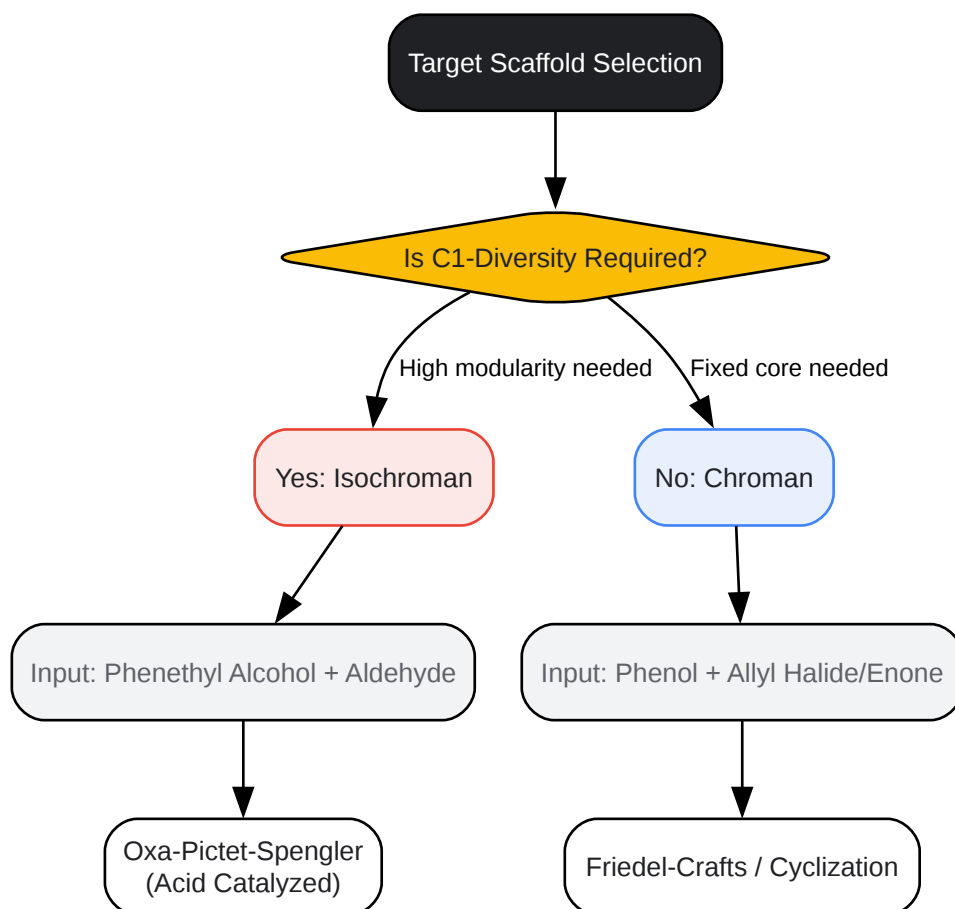 Target Scaffold Selection
Is C1-Diversity Required?
High modularity needed
Fixed core needed
Yes: Isochroman
No: Chroman
Input: Phenethyl Alcohol + Aldehyde
Input: Phenol + Allyl Halide/Enone
Oxa-Pictet-Spengler
(Acid Catalyzed)
Friedel-Crafts / Cyclization